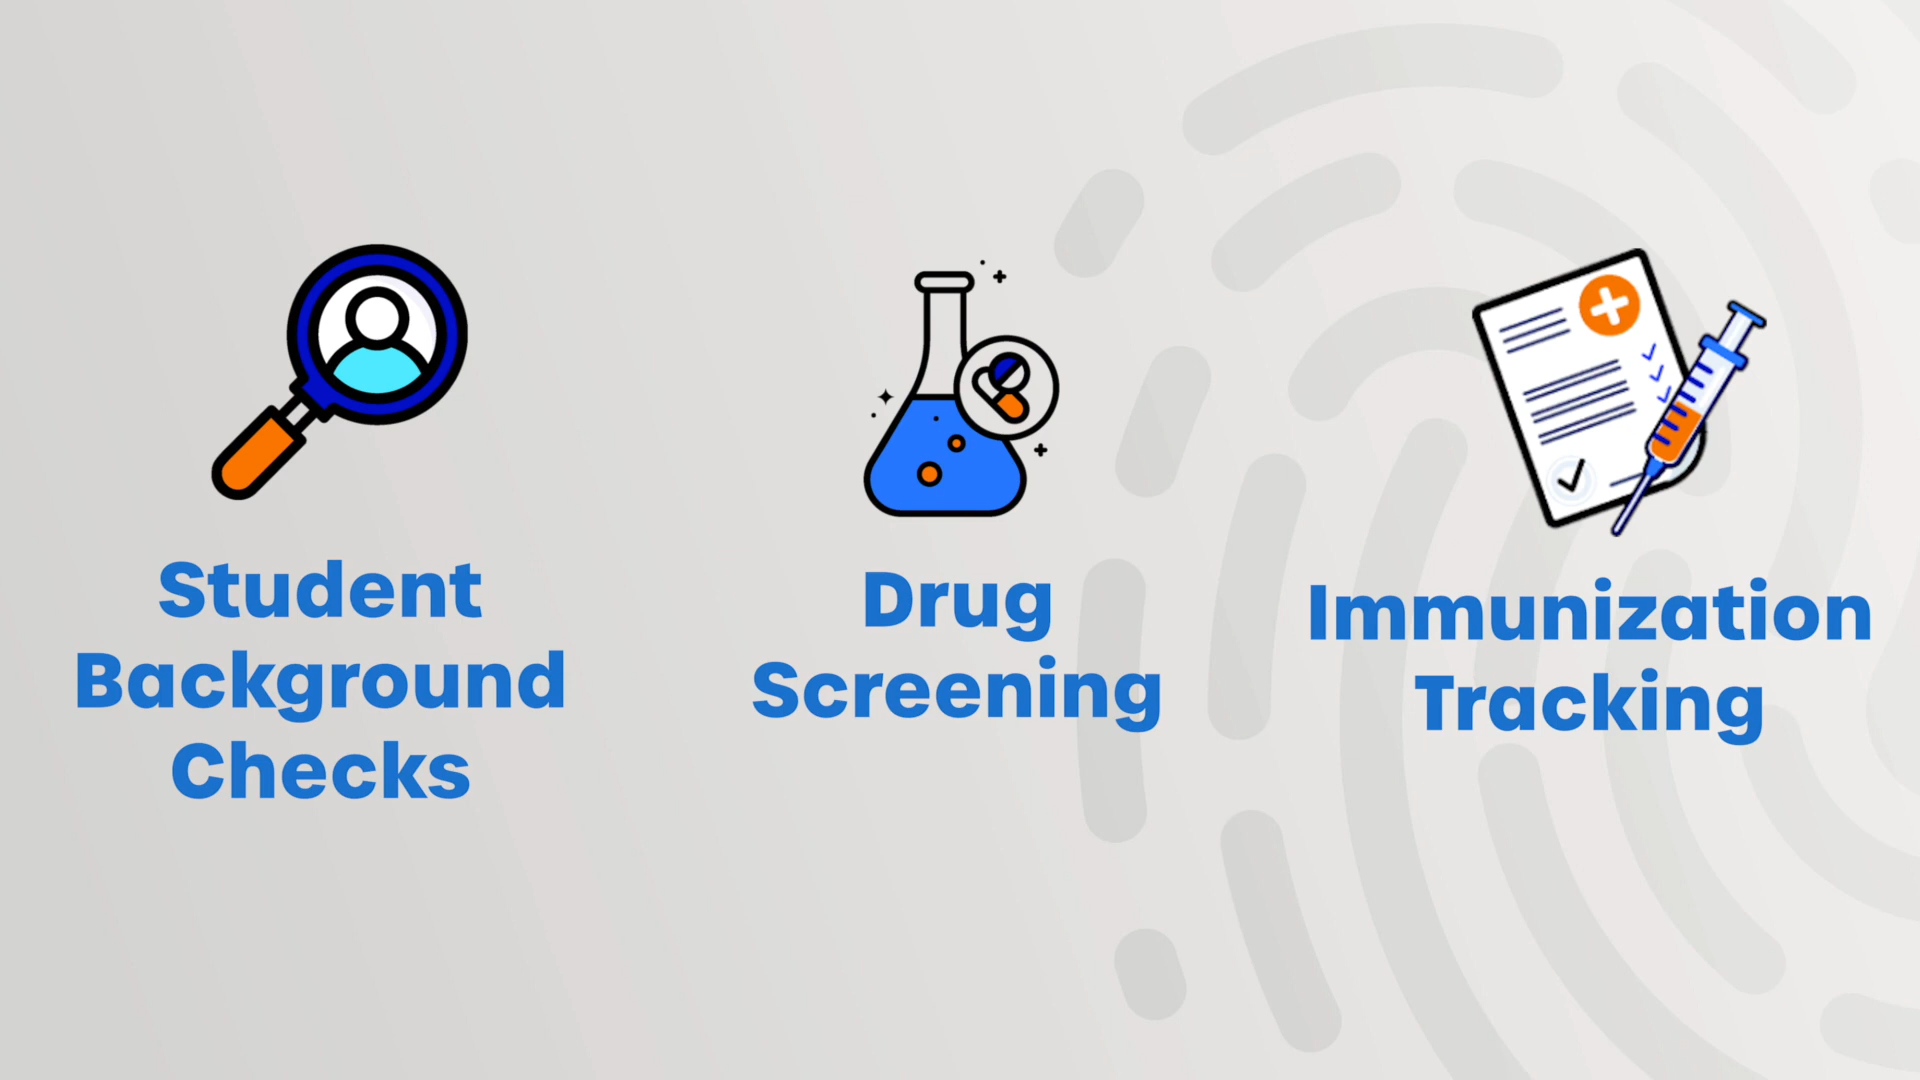 Student
Background
Checks
Drug
Screening
Immunization
Tracking